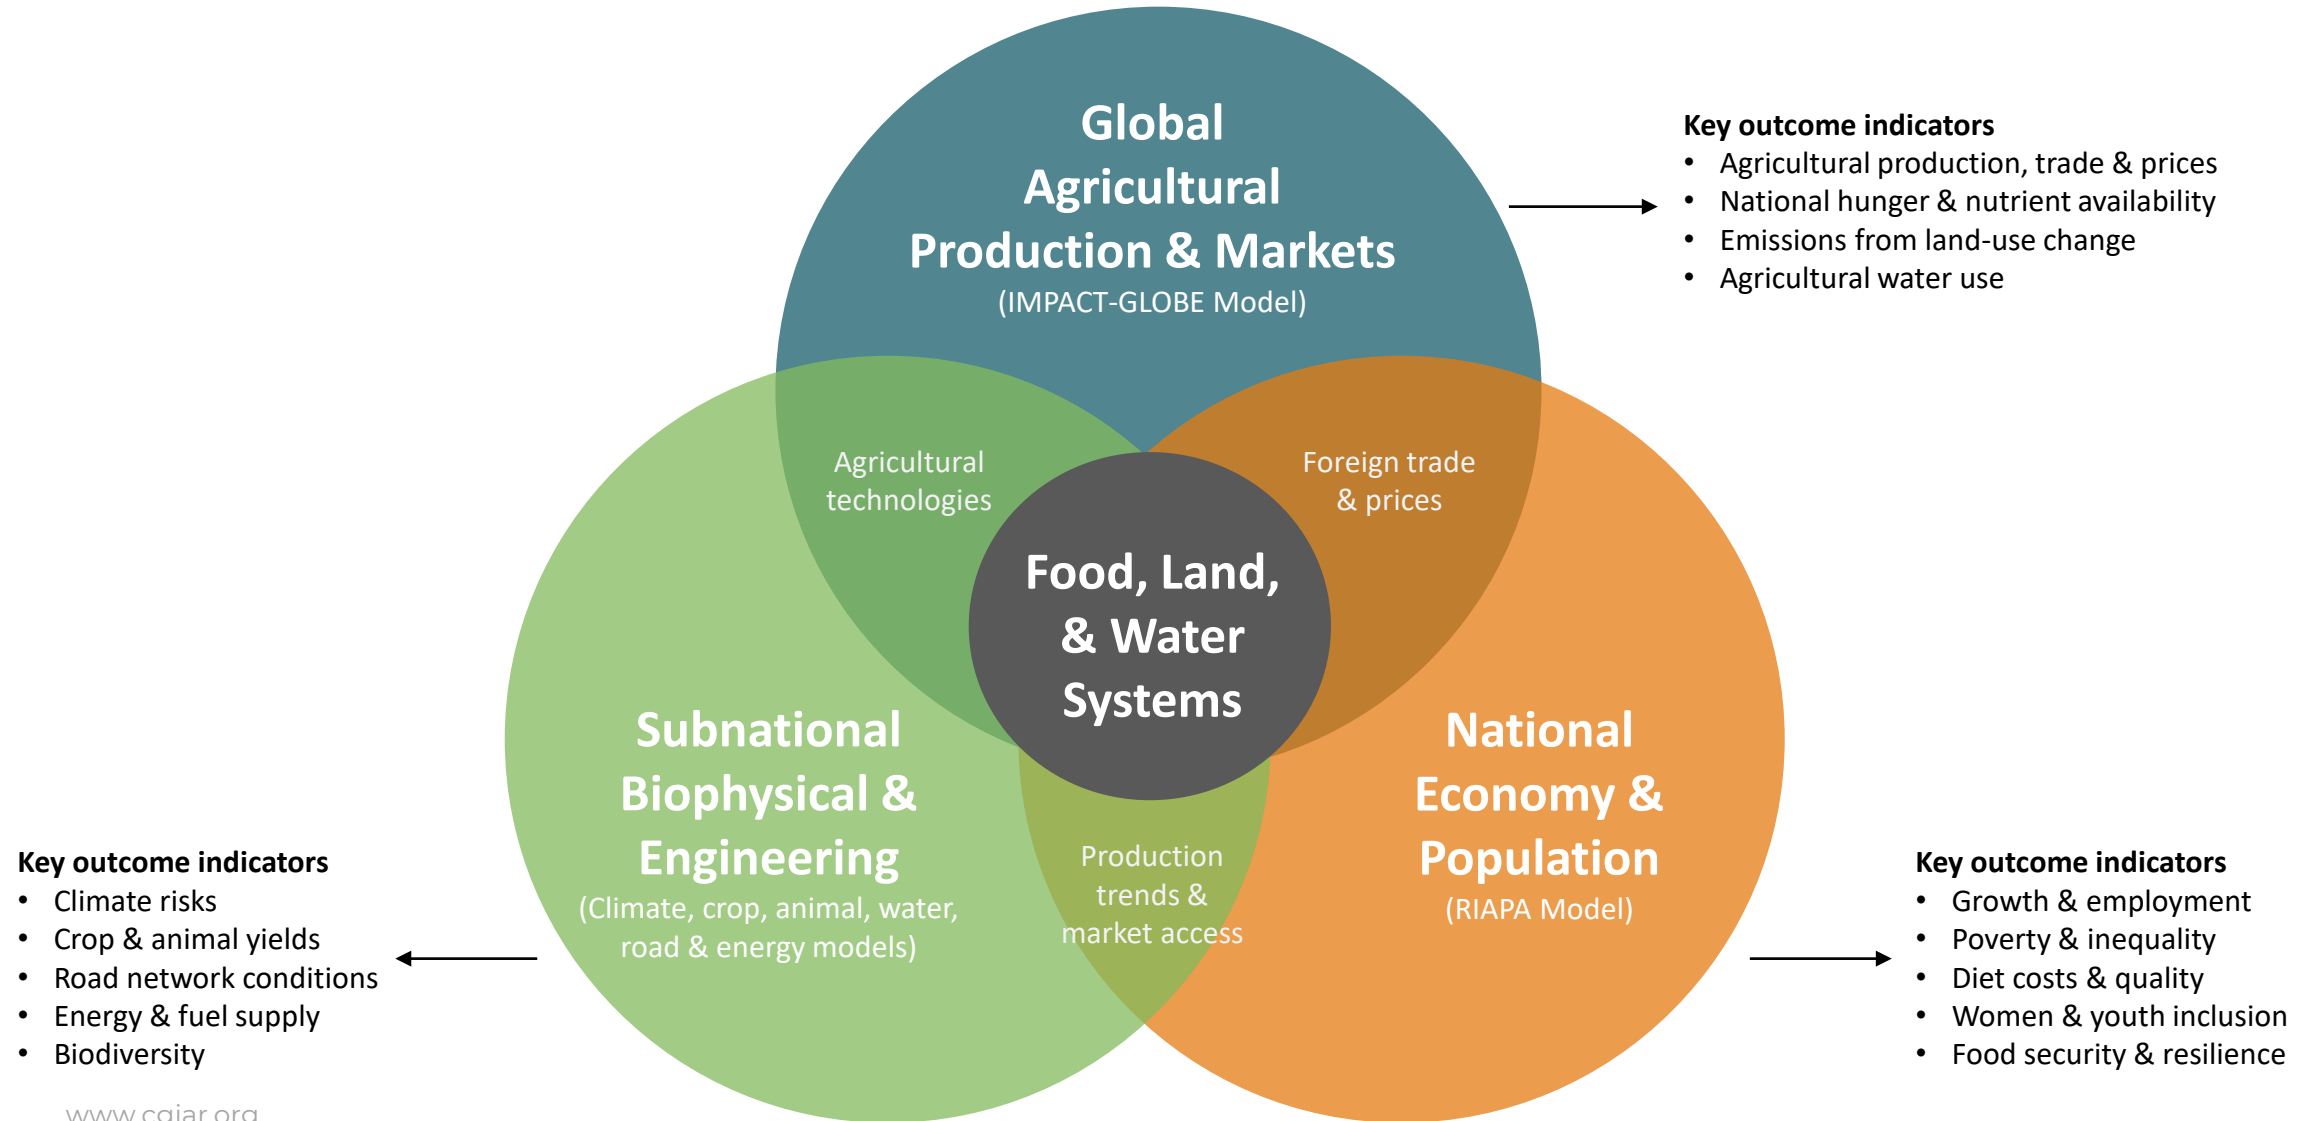 Global
Agricultural
Production & Markets
(IMPACT-GLOBE Model)
Key outcome indicators
• Agricultural production, trade & prices
• National hunger & nutrient availability
• Emissions from land-use change
• Agricultural water use
Agricultural
technologies
Foreign trade
& prices
Food, Land,
& Water
Systems
Subnational
Biophysical &
Engineering
(Climate, crop, animal, water,
road & energy models)
Production
trends &
market access
National
Economy &
Population
(RIAPA Model)
Key outcome indicators
• Climate risks
• Crop & animal yields
• Road network conditions
• Energy & fuel supply
• Biodiversity
Key outcome indicators
• Growth & employment
• Poverty & inequality
• Diet costs & quality
• Women & youth inclusion
• Food security & resilience
www.cgiar.org